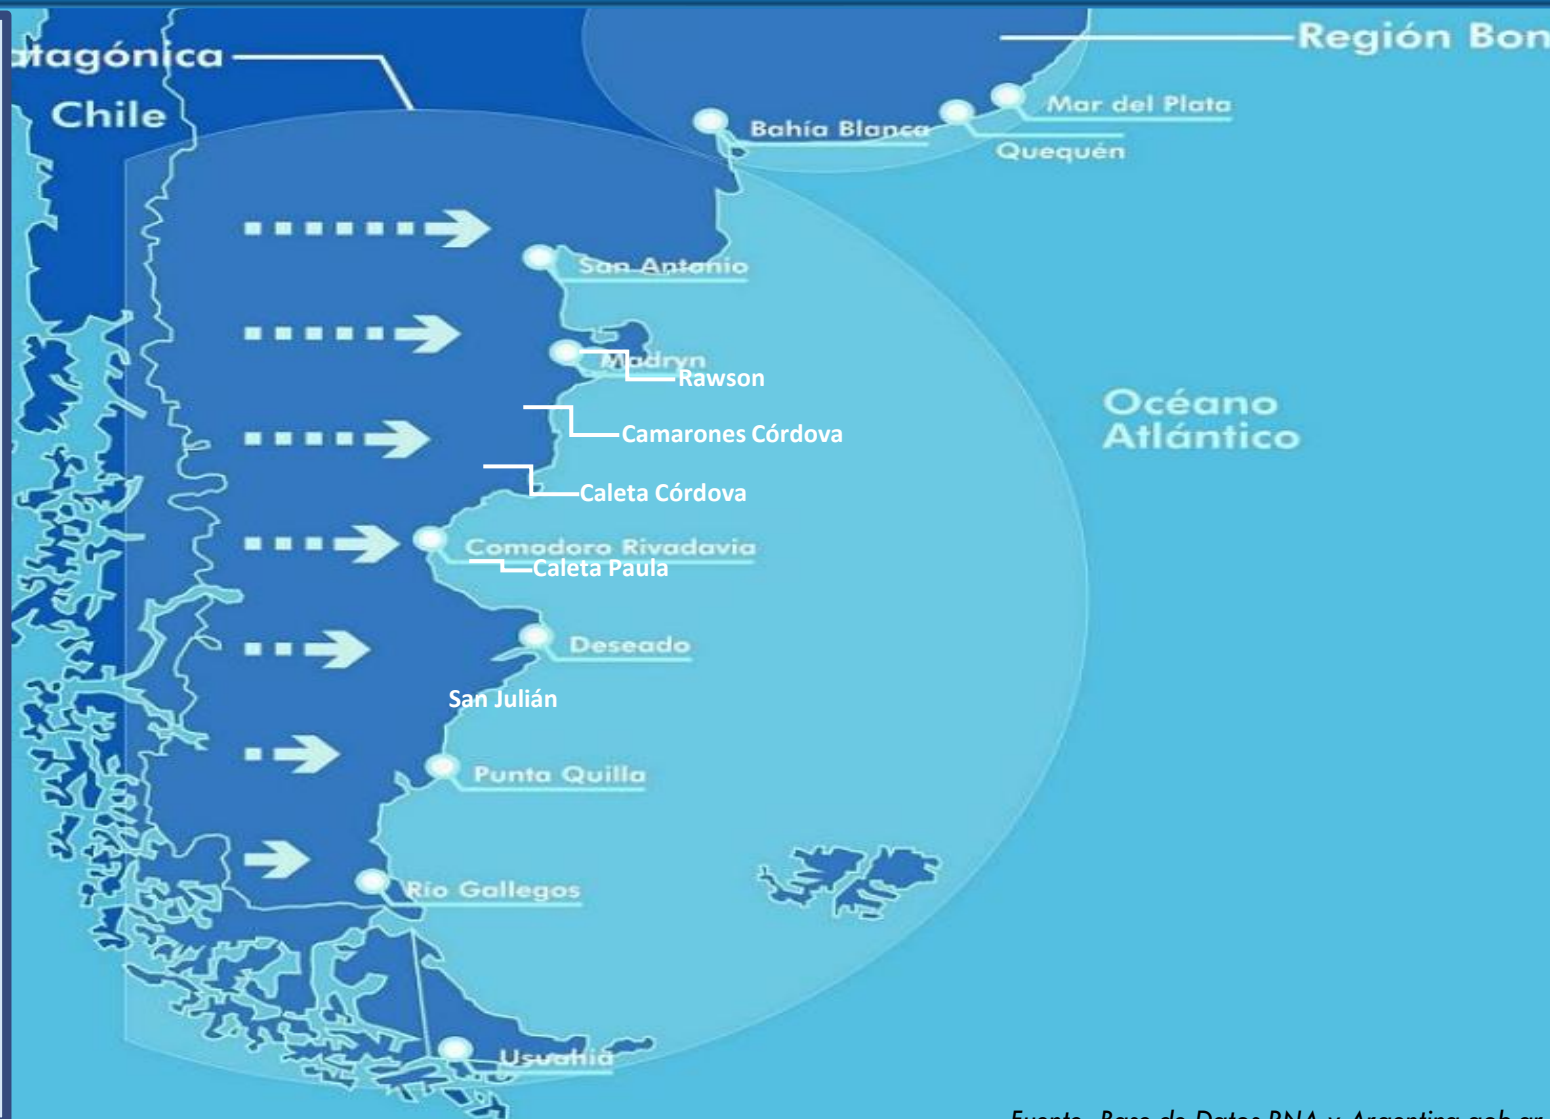 Región Bon
atagónica
Chile
Mar del Plata
Bahía Blanca
Quequén
San Antonio
Madryn
Rawson
Océano
Atlántico
Camarones Córdova
Caleta Córdova
Comodoro Rivadavia
Caleta Paula
Deseado
San Julián
Punta Quilla
Río Gallegos
Usuahiá